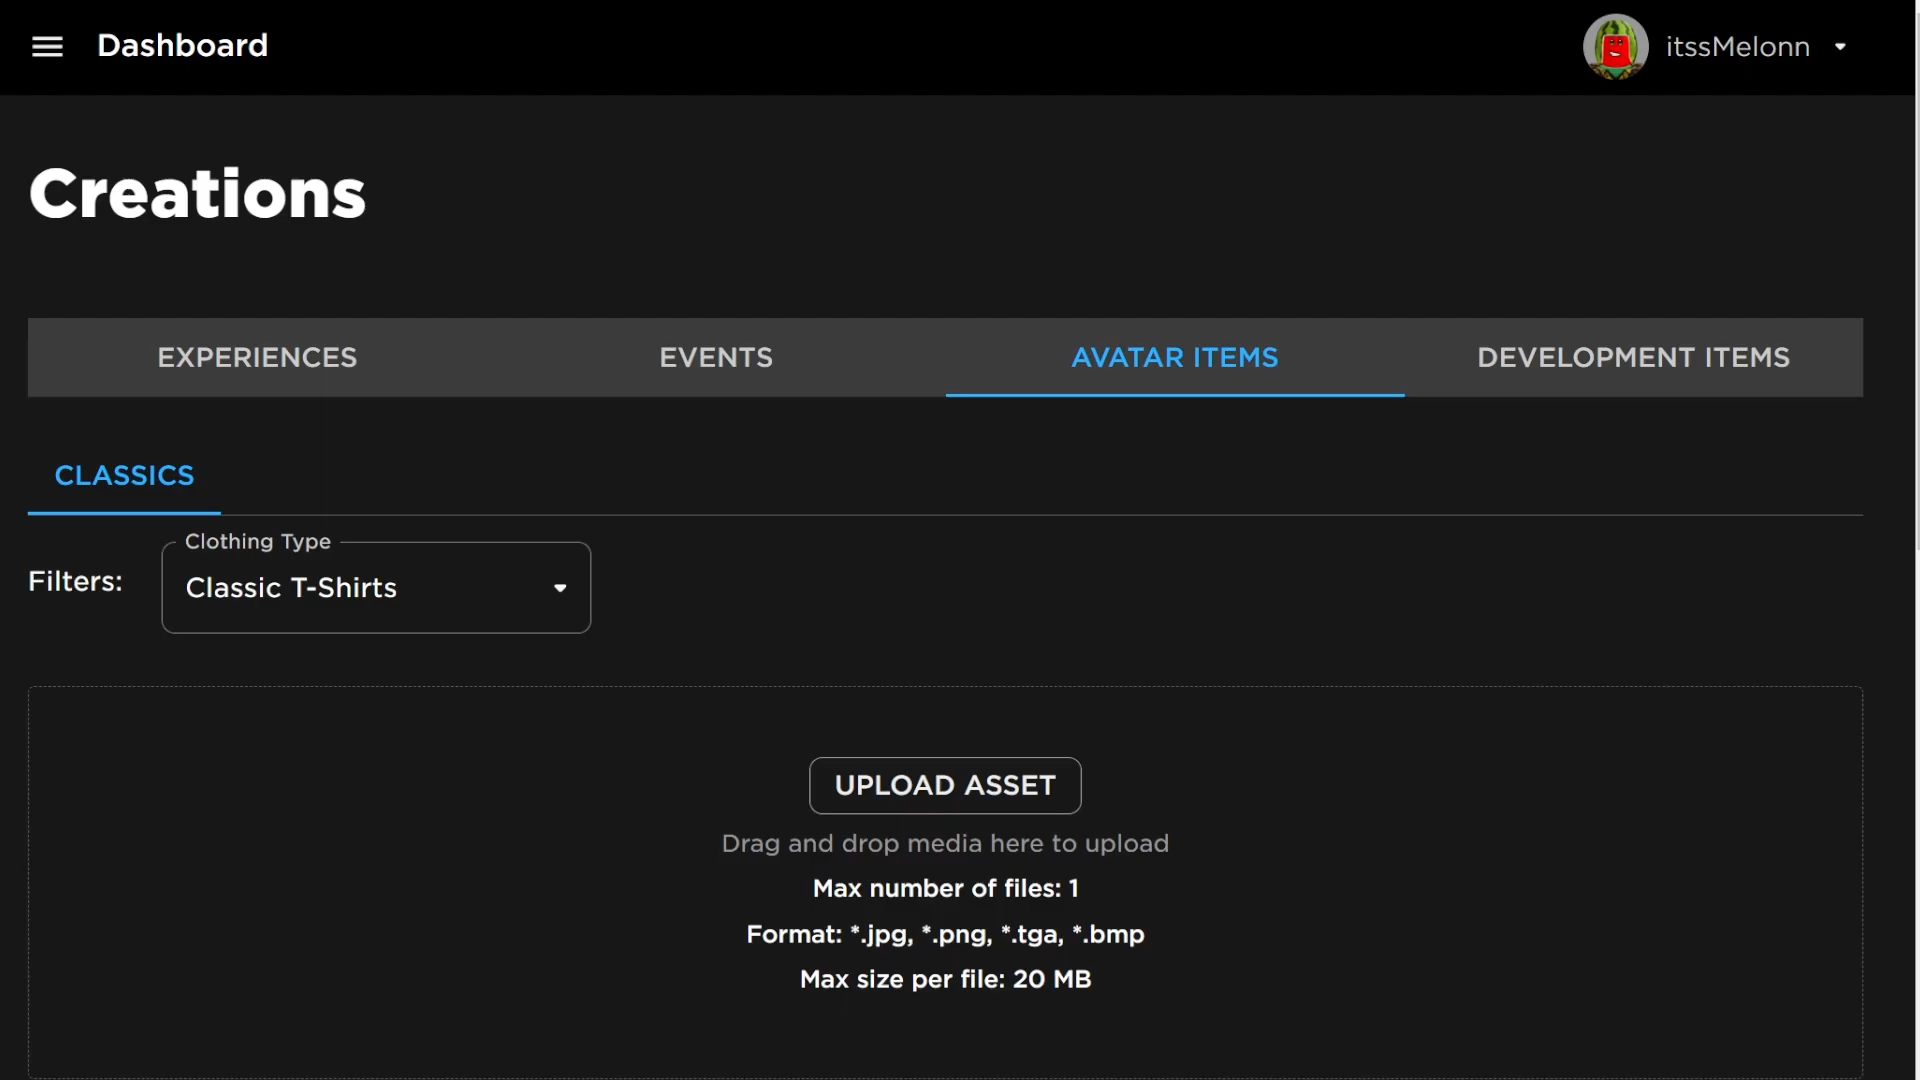 Dashboard
itssMelonn
Creations
EXPERIENCES
EVENTS
AVATAR ITEMS
DEVELOPMENT ITEMS
CLASSICS
Clothing Type
Filters:
Classic T-Shirts
UPLOAD ASSET
Drag and drop media here to upload
Max number of files: 1
Format: *.jpg, *.png, *.tga, *.bmp
Max size per file: 20 MB